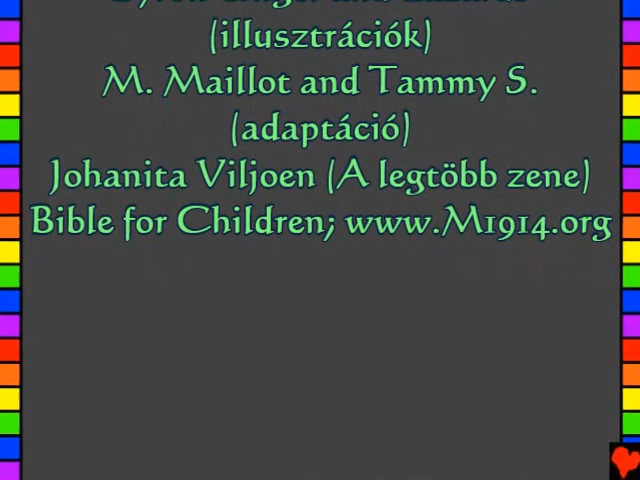 (illusztrációk)
M. Maillot and Tammy S.
(adaptáció)
Johanita Viljoen (A legtöbb zene)
Bible for Children; www.M1914.org